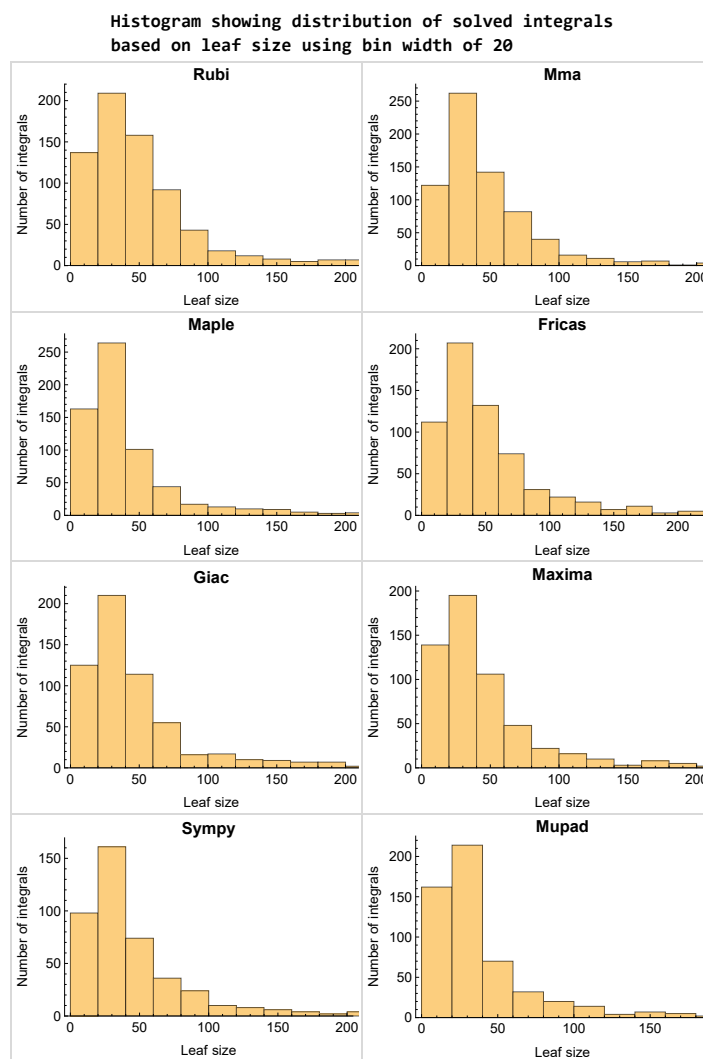 Histogram showing distribution of solved integrals
based on leaf size using bin width of 20
Rubi
Number of integrals
200
150
100
50
0
0 50 100 150 200
Leaf size
Mma
Number of integrals
250
200
150
100
50
0
0 50 100 150 200
Leaf size
Maple
Number of integrals
250
200
150
100
50
0
0 50 100 150 200
Leaf size
Fricas
Number of integrals
200
150
100
50
0
0 50 100 150 200
Leaf size
Giac
Number of integrals
200
150
100
50
0
0 50 100 150 200
Leaf size
Maxima
Number of integrals
200
150
100
50
0
0 50 100 150 200
Leaf size
Sympy
Number of integrals
150
100
50
0
0 50 100 150 200
Leaf size
Mupad
Number of integrals
200
150
100
50
0
0 50 100 150
Leaf size